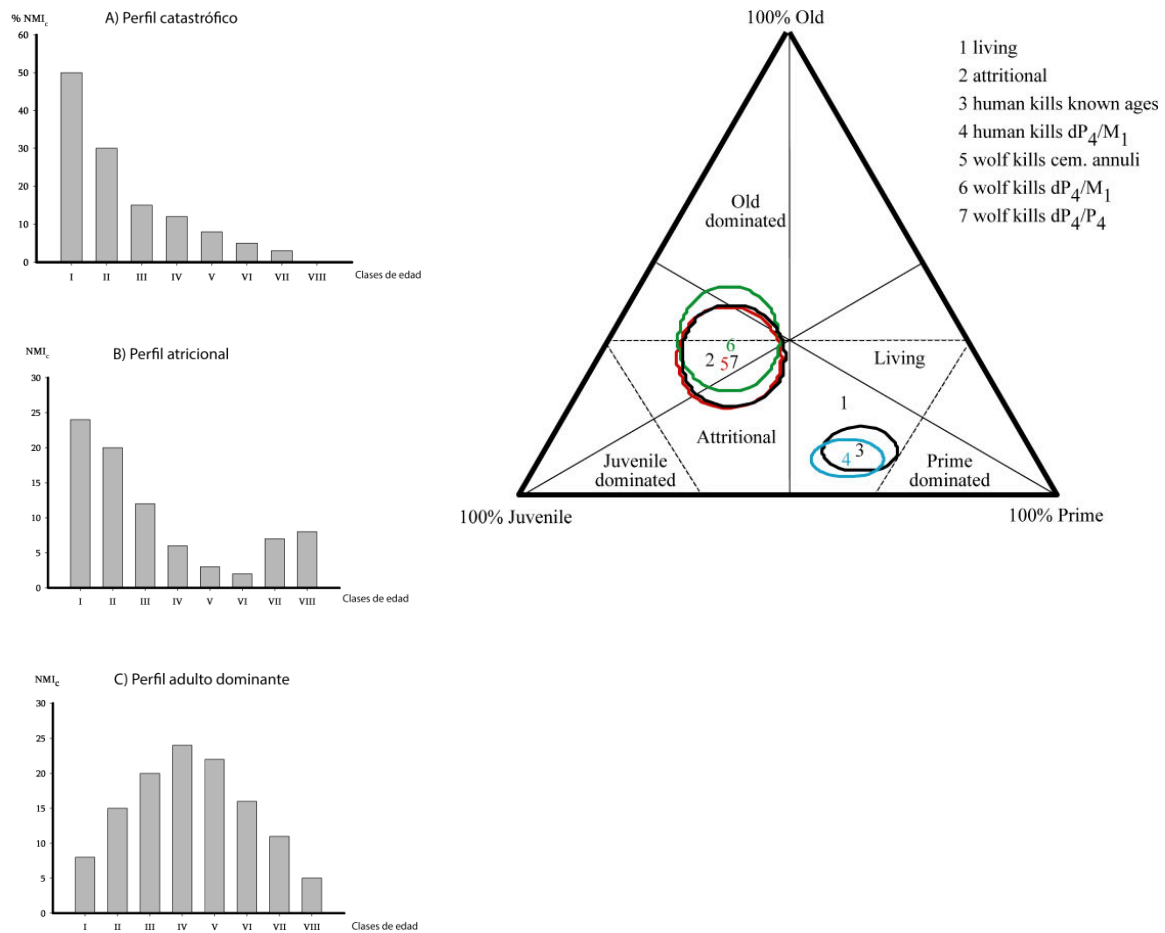 A) Perfil catastrófico
% NMIc
60
50
40
30
20
10
0
I II III IV V VI VII VIII
Clases de edad
B) Perfil atricional
NMIc
30
25
20
15
10
5
0
I II III IV V VI VII VIII
Clases de edad
C) Perfil adulto dominante
NMIc
30
25
20
15
10
5
0
I II III IV V VI VII VIII
Clases de edad
100% Old
Old
dominated
Living
Attritional
Juvenile
dominated
Prime
dominated
6
2 5 7
1
4 3
100% Juvenile
100% Prime
1 living
2 attritional
3 human kills known ages
4 human kills dP4/M1
5 wolf kills cem. annuli
6 wolf kills dP4/M1
7 wolf kills dP4/P4